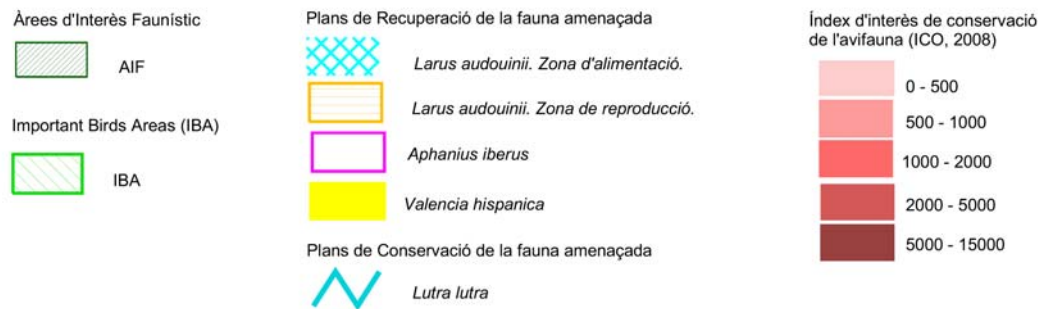 Àrees d'Interès Faunístic
AIF
Important Birds Areas (IBA)
IBA
Plans de Recuperació de la fauna amenaçada
Larus audouinii. Zona d'alimentació.
Larus audouinii. Zona de reproducció.
Aphanius iberus
Valencia hispanica
Plans de Conservació de la fauna amenaçada
Lutra lutra
Índex d'interès de conservació
de l'avifauna (ICO, 2008)
0 - 500
500 - 1000
1000 - 2000
2000 - 5000
5000 - 15000